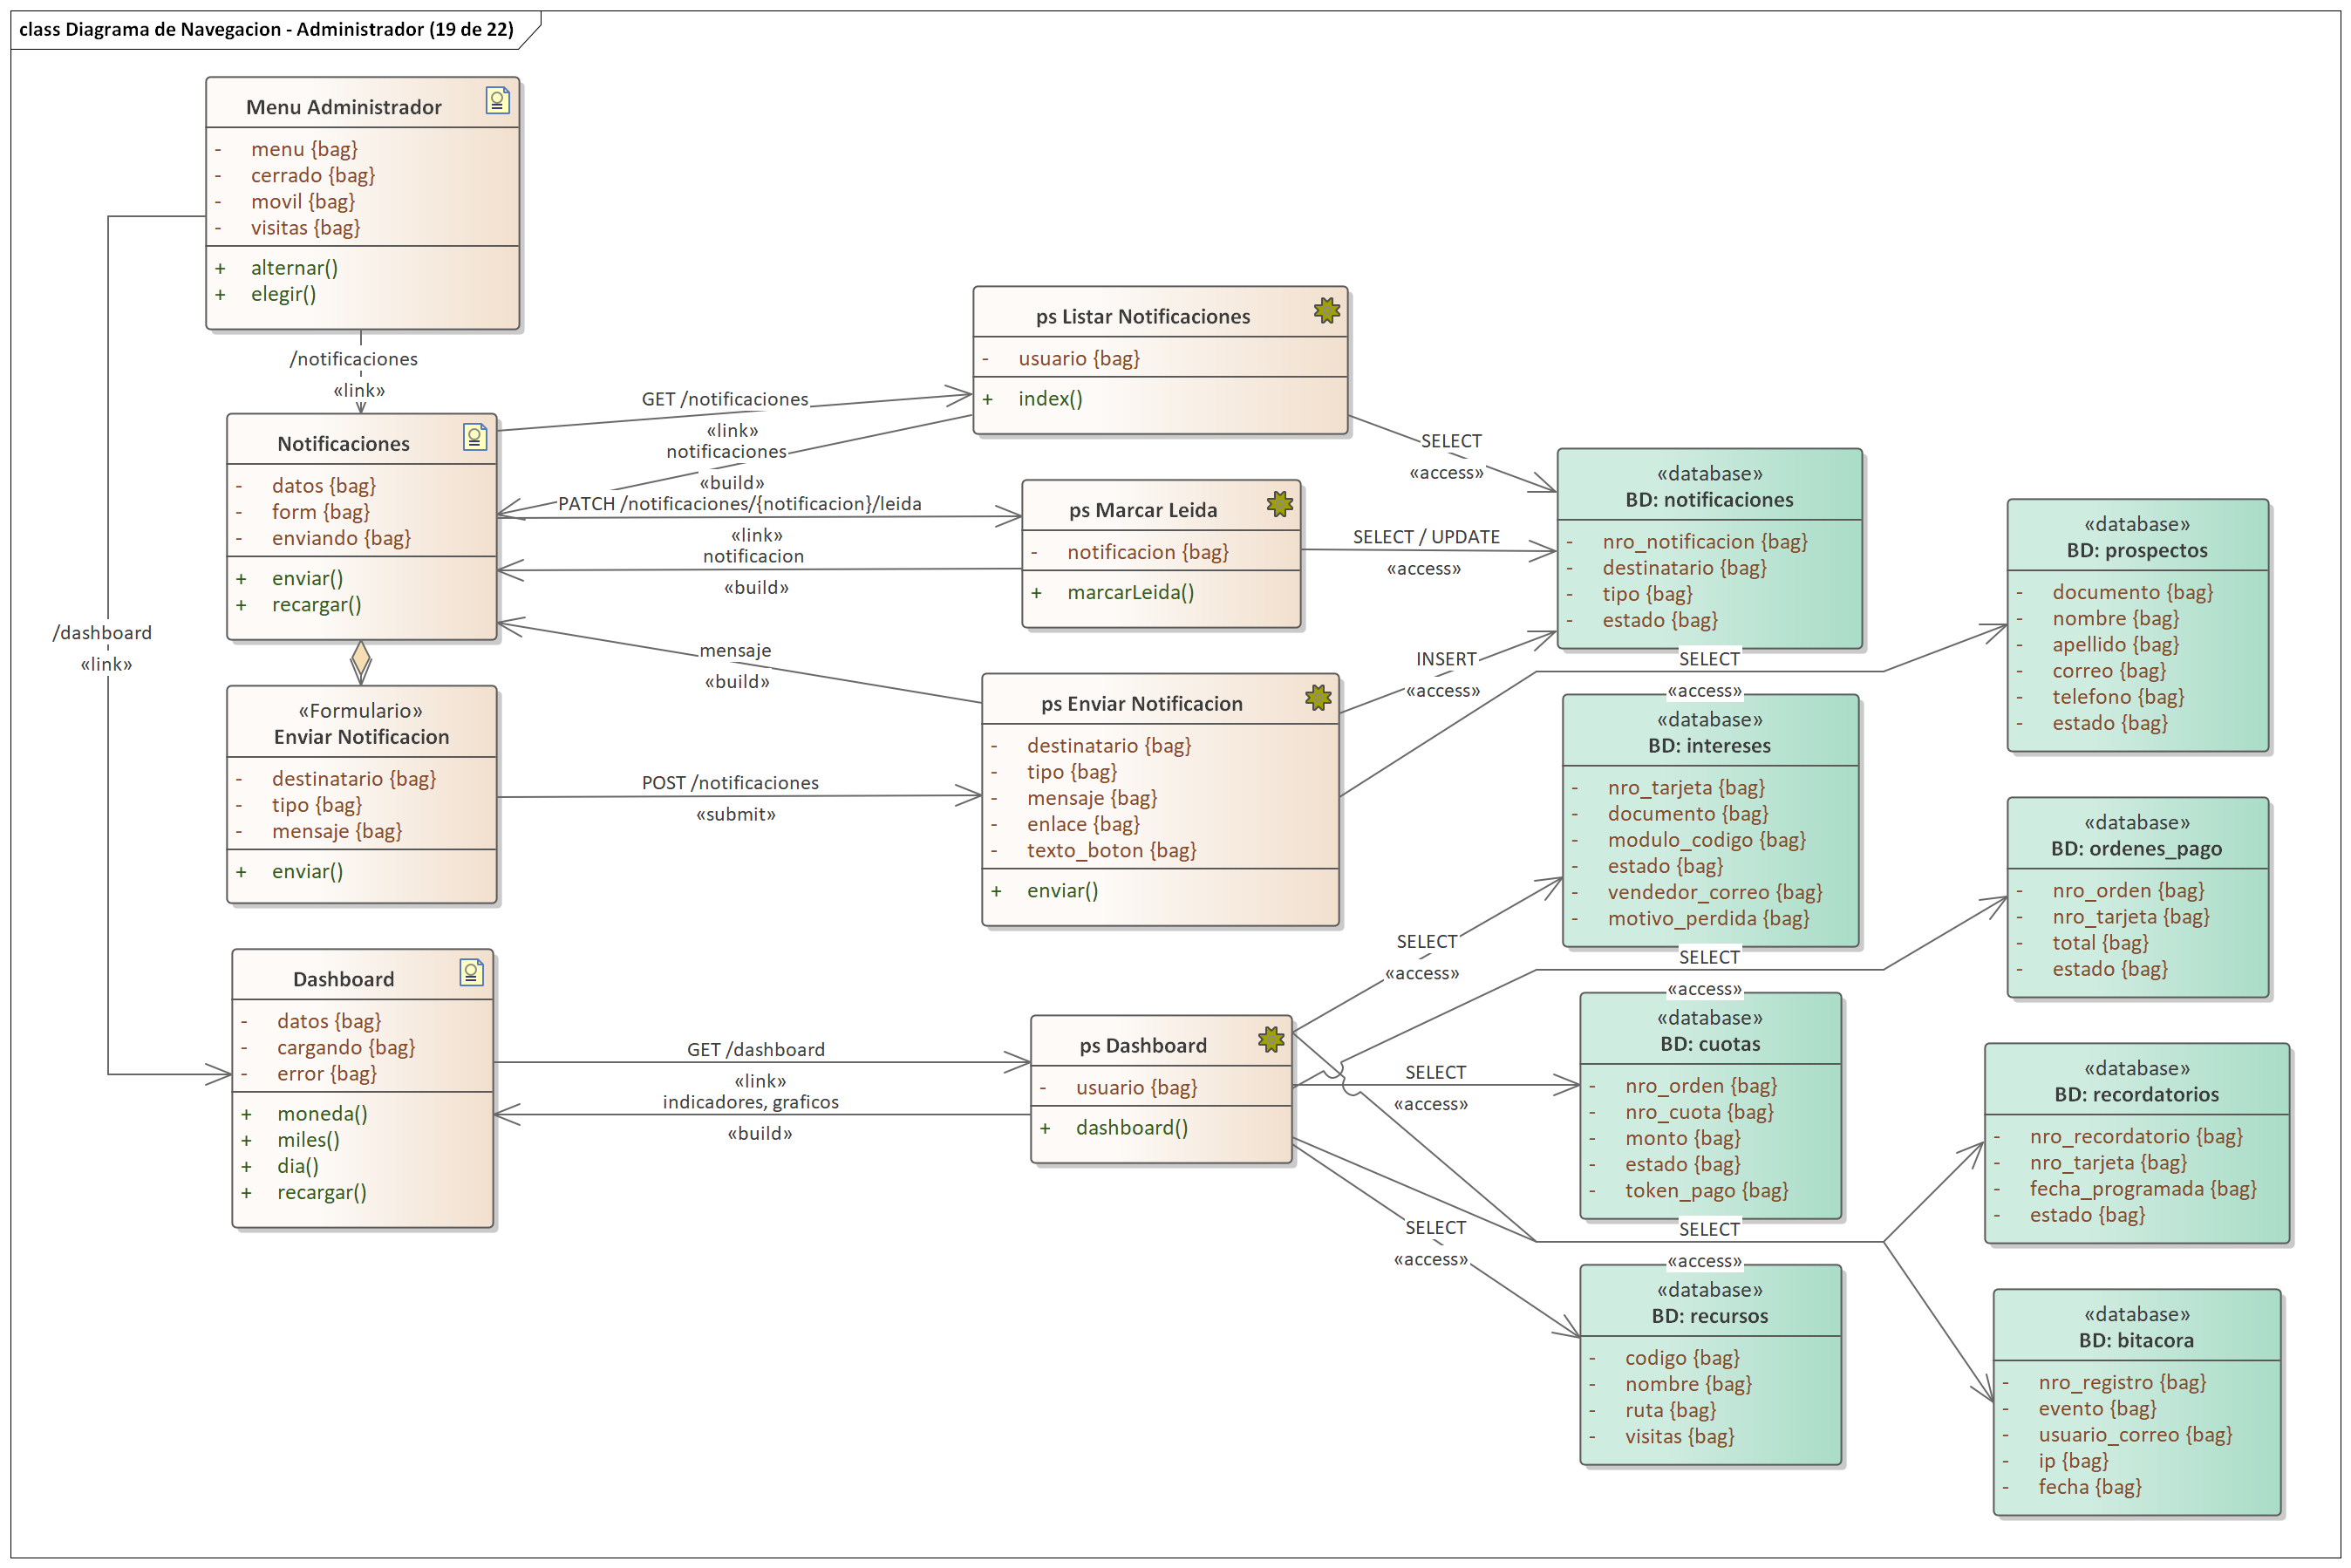 class Diagrama de Navegacion - Administrador (19 de 22)
Menu Administrador
- menu {bag}
- cerrado {bag}
- movil {bag}
- visitas {bag}
+ alternar()
+ elegir()
/notificaciones
«link»
/dashboard
«link»
Notificaciones
- datos {bag}
- form {bag}
- enviando {bag}
+ enviar()
+ recargar()
«Formulario»
Enviar Notificacion
- destinatario {bag}
- tipo {bag}
- mensaje {bag}
+ enviar()
Dashboard
- datos {bag}
- cargando {bag}
- error {bag}
+ moneda()
+ miles()
+ dia()
+ recargar()
GET /notificaciones
«link»
notificaciones
«build»
PATCH /notificaciones/{notificacion}/leida
«link»
notificacion
«build»
mensaje
«build»
POST /notificaciones
«submit»
GET /dashboard
«link»
indicadores, graficos
«build»
ps Listar Notificaciones
- usuario {bag}
+ index()
ps Marcar Leida
- notificacion {bag}
+ marcarLeida()
ps Enviar Notificacion
- destinatario {bag}
- tipo {bag}
- mensaje {bag}
- enlace {bag}
- texto_boton {bag}
+ enviar()
ps Dashboard
- usuario {bag}
+ dashboard()
SELECT
«access»
SELECT / UPDATE
«access»
INSERT
«access»
SELECT
«access»
SELECT
«access»
SELECT
«access»
SELECT
«access»
SELECT
«access»
SELECT
«access»
«database»
BD: notificaciones
- nro_notificacion {bag}
- destinatario {bag}
- tipo {bag}
- estado {bag}
«database»
BD: intereses
- nro_tarjeta {bag}
- documento {bag}
- modulo_codigo {bag}
- estado {bag}
- vendedor_correo {bag}
- motivo_perdida {bag}
«database»
BD: cuotas
- nro_orden {bag}
- nro_cuota {bag}
- monto {bag}
- estado {bag}
- token_pago {bag}
«database»
BD: recursos
- codigo {bag}
- nombre {bag}
- ruta {bag}
- visitas {bag}
«database»
BD: prospectos
- documento {bag}
- nombre {bag}
- apellido {bag}
- correo {bag}
- telefono {bag}
- estado {bag}
«database»
BD: ordenes_pago
- nro_orden {bag}
- nro_tarjeta {bag}
- total {bag}
- estado {bag}
«database»
BD: recordatorios
- nro_recordatorio {bag}
- nro_tarjeta {bag}
- fecha_programada {bag}
- estado {bag}
«database»
BD: bitacora
- nro_registro {bag}
- evento {bag}
- usuario_correo {bag}
- ip {bag}
- fecha {bag}